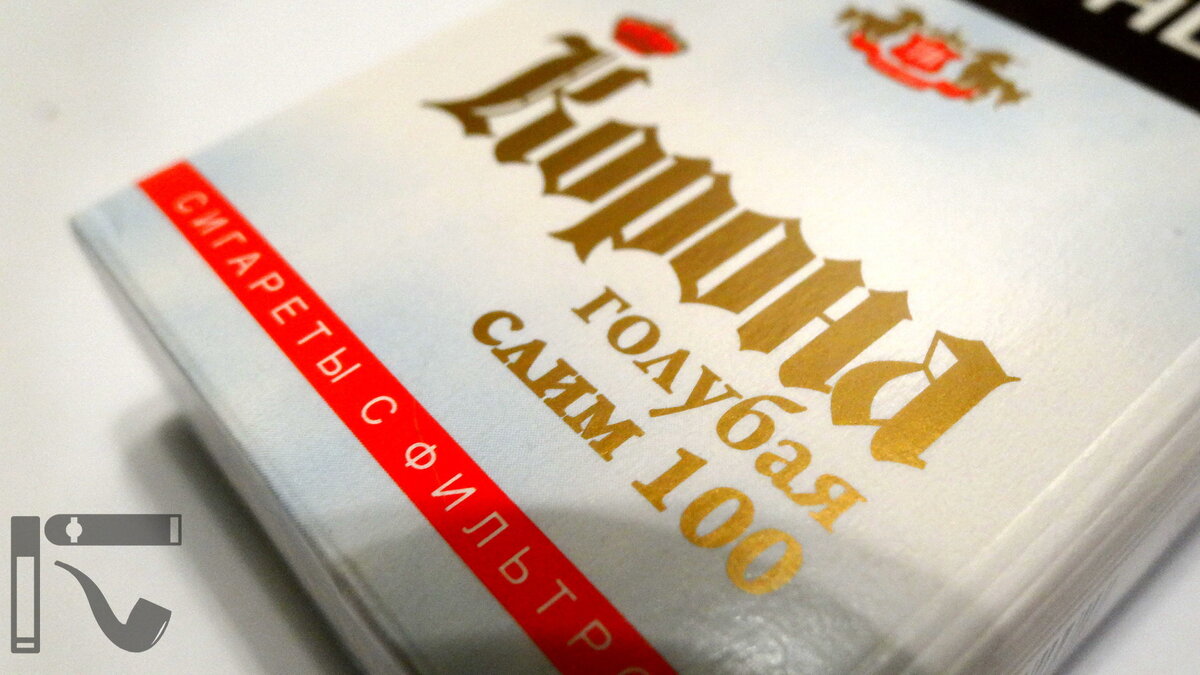 Корона
голубая
слим 100
СИГАРЕТЫ С ФИЛЬТРО